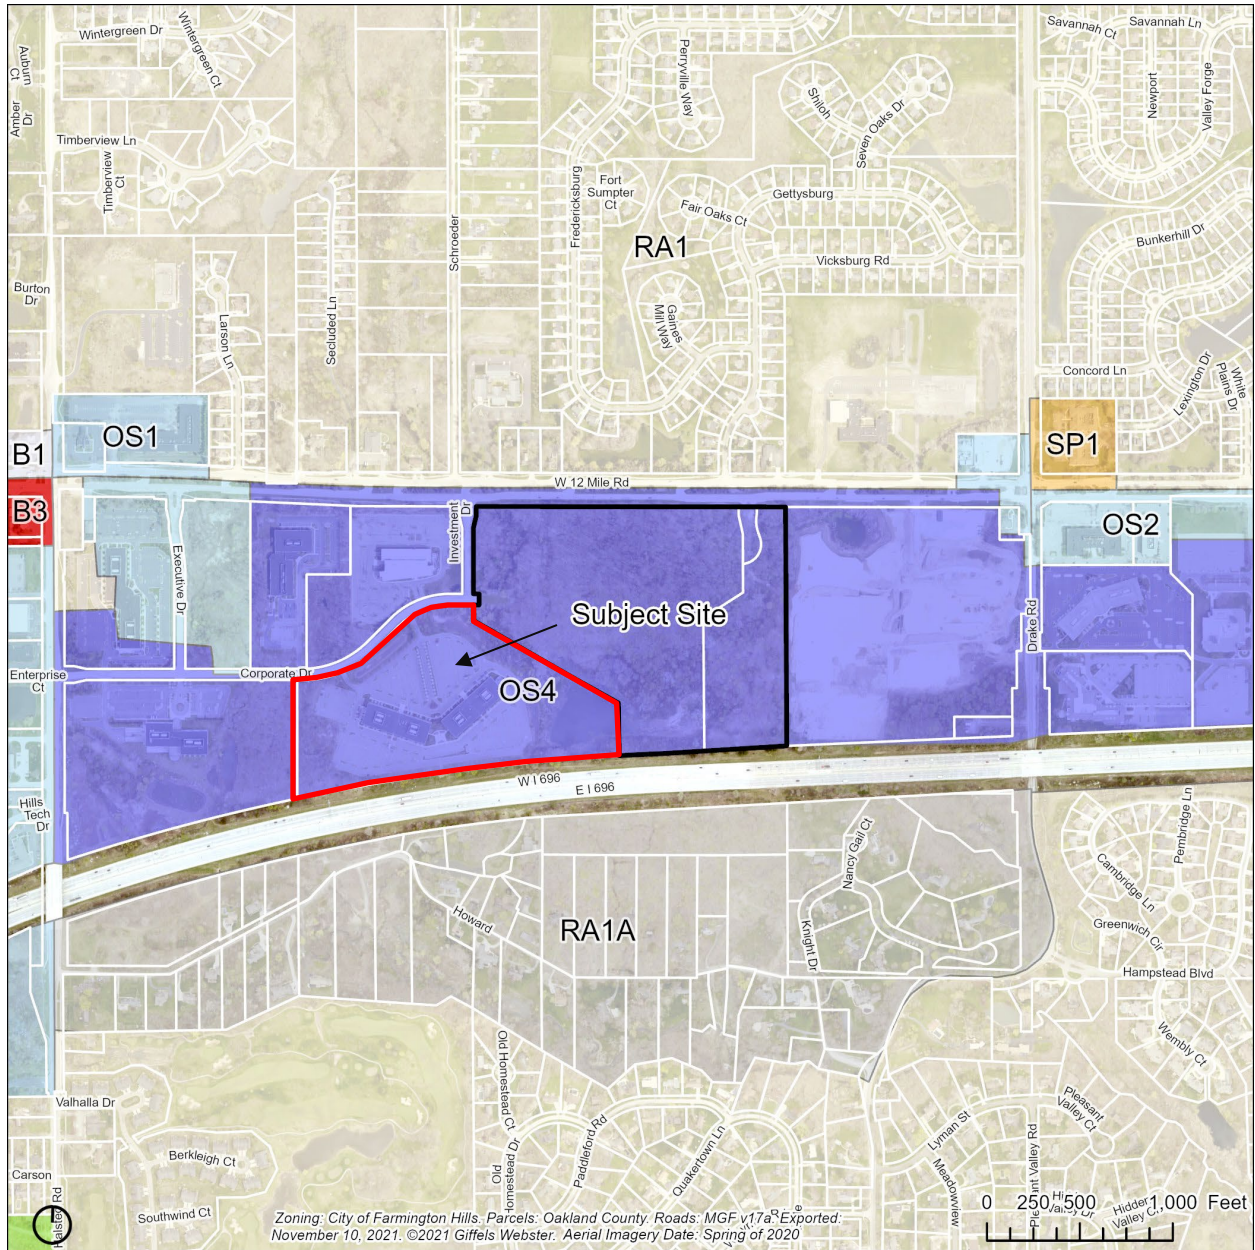 Wintergreen Dr
Wintergreen Ct
Auburn
Ct
Amber
Dr
Timberview Ln
Timberview
Ct
Burton
Dr
Larson Ln
Secluded Ln
Schroeder
Perryville Way
Fredericksburg
Fort
Sumpter
Ct
Fair Oaks Ct
Shiloh
Seven Oaks Dr
Gettysburg
Vicksburg Rd
RA1
Gaines
Mill Way
Savannah Ct
Savannah Ln
Newport
Valley Forge
Bunkerhill Dr
Concord Ln
Lexington Dr
White
Plains Dr
B1
OS1
SP1
B3
W 12 Mile Rd
OS2
Executive Dr
Investment
Dr
Subject Site
Drake Rd
Enterprise
Ct
Corporate Dr
OS4
W I 696
E I 696
Hills
Tech
Dr
Nancy Gail Ct
Howard
RA1A
Knight Dr
Pembridge Ln
Cambridge Ln
Greenwich Cir
Hampstead Blvd
Wembly Ct
Valhalla Dr
Berkleigh Ct
Southwind Ct
Carson
Halsted Rd
Old Homestead Ct
Old
Homestead Dr
Paddleford Rd
Quakertown Ln
Lyman St
Meadowview
Pleasant
Valley Ct
Valley Dr
Valley Ct
0 250 500 1,000 Feet
Zoning: City of Farmington Hills. Parcels: Oakland County. Roads: MGF v17a. Exported:
November 10, 2021. ©2021 Giffels Webster. Aerial Imagery Date: Spring of 2020